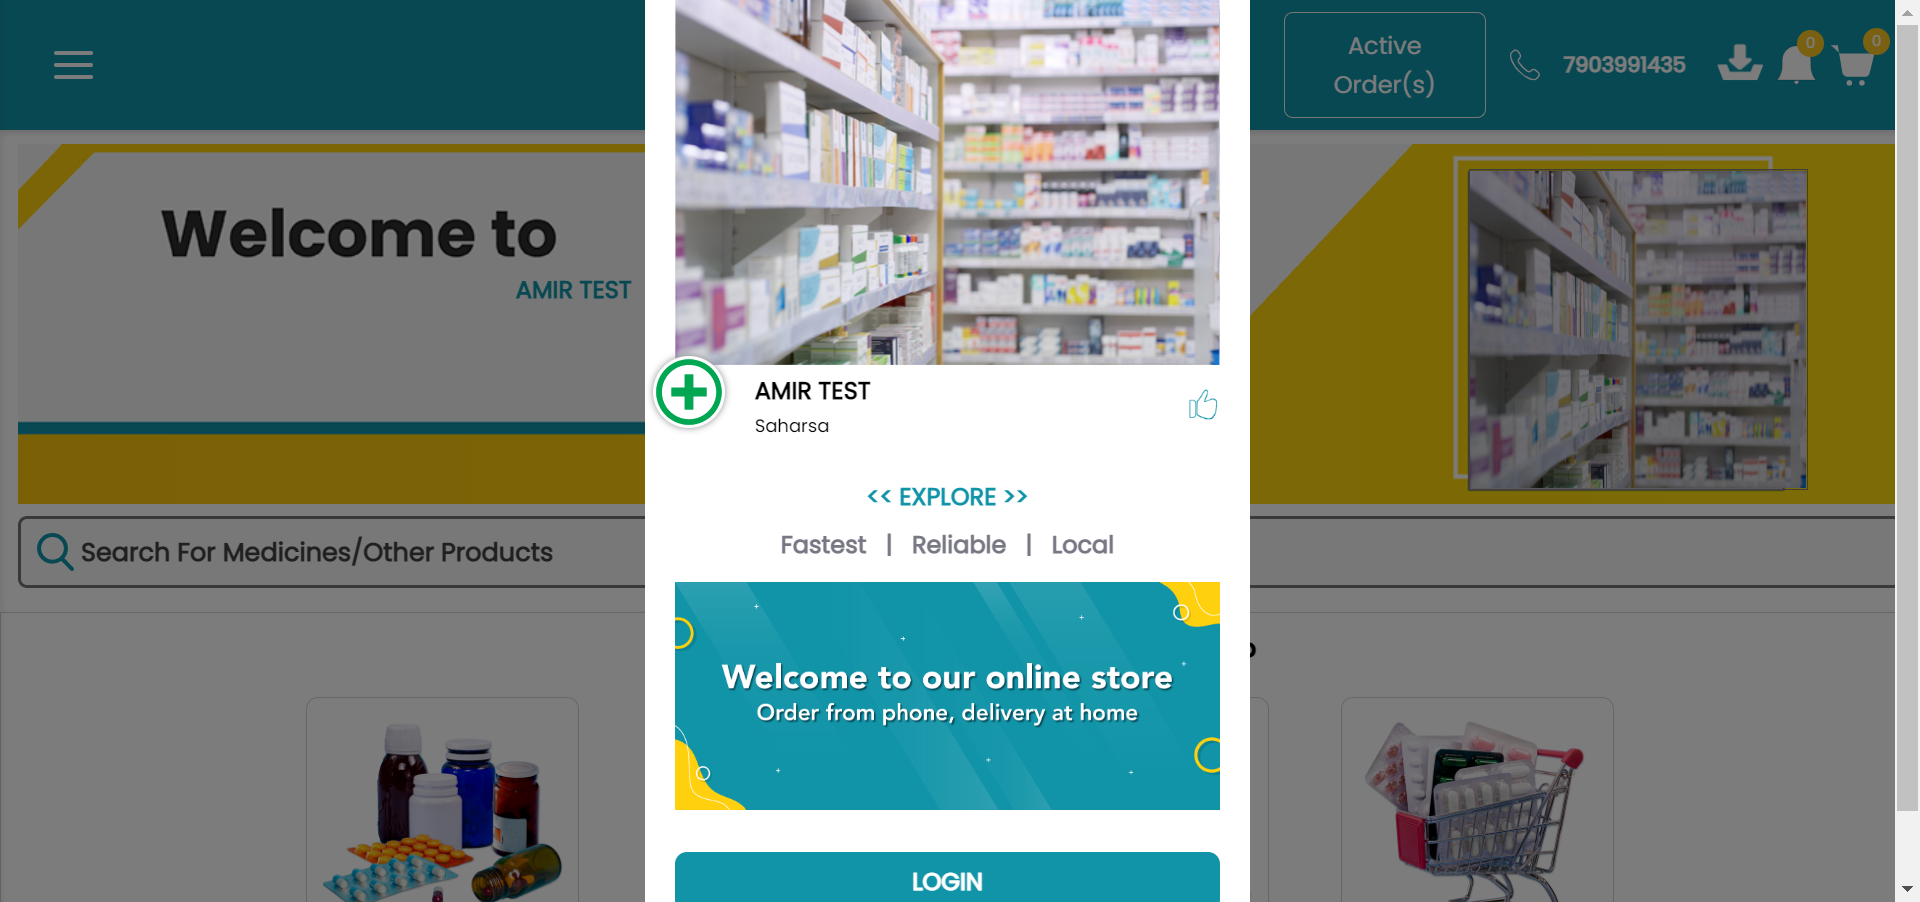 Active
Order(s)
7903991435
0
0
Welcome to
AMIR TEST
AMIR TEST
Saharsa
<< EXPLORE >>
Fastest | Reliable | Local
Search For Medicines/Other Products
Welcome to our online store
Order from phone, delivery at home
LOGIN